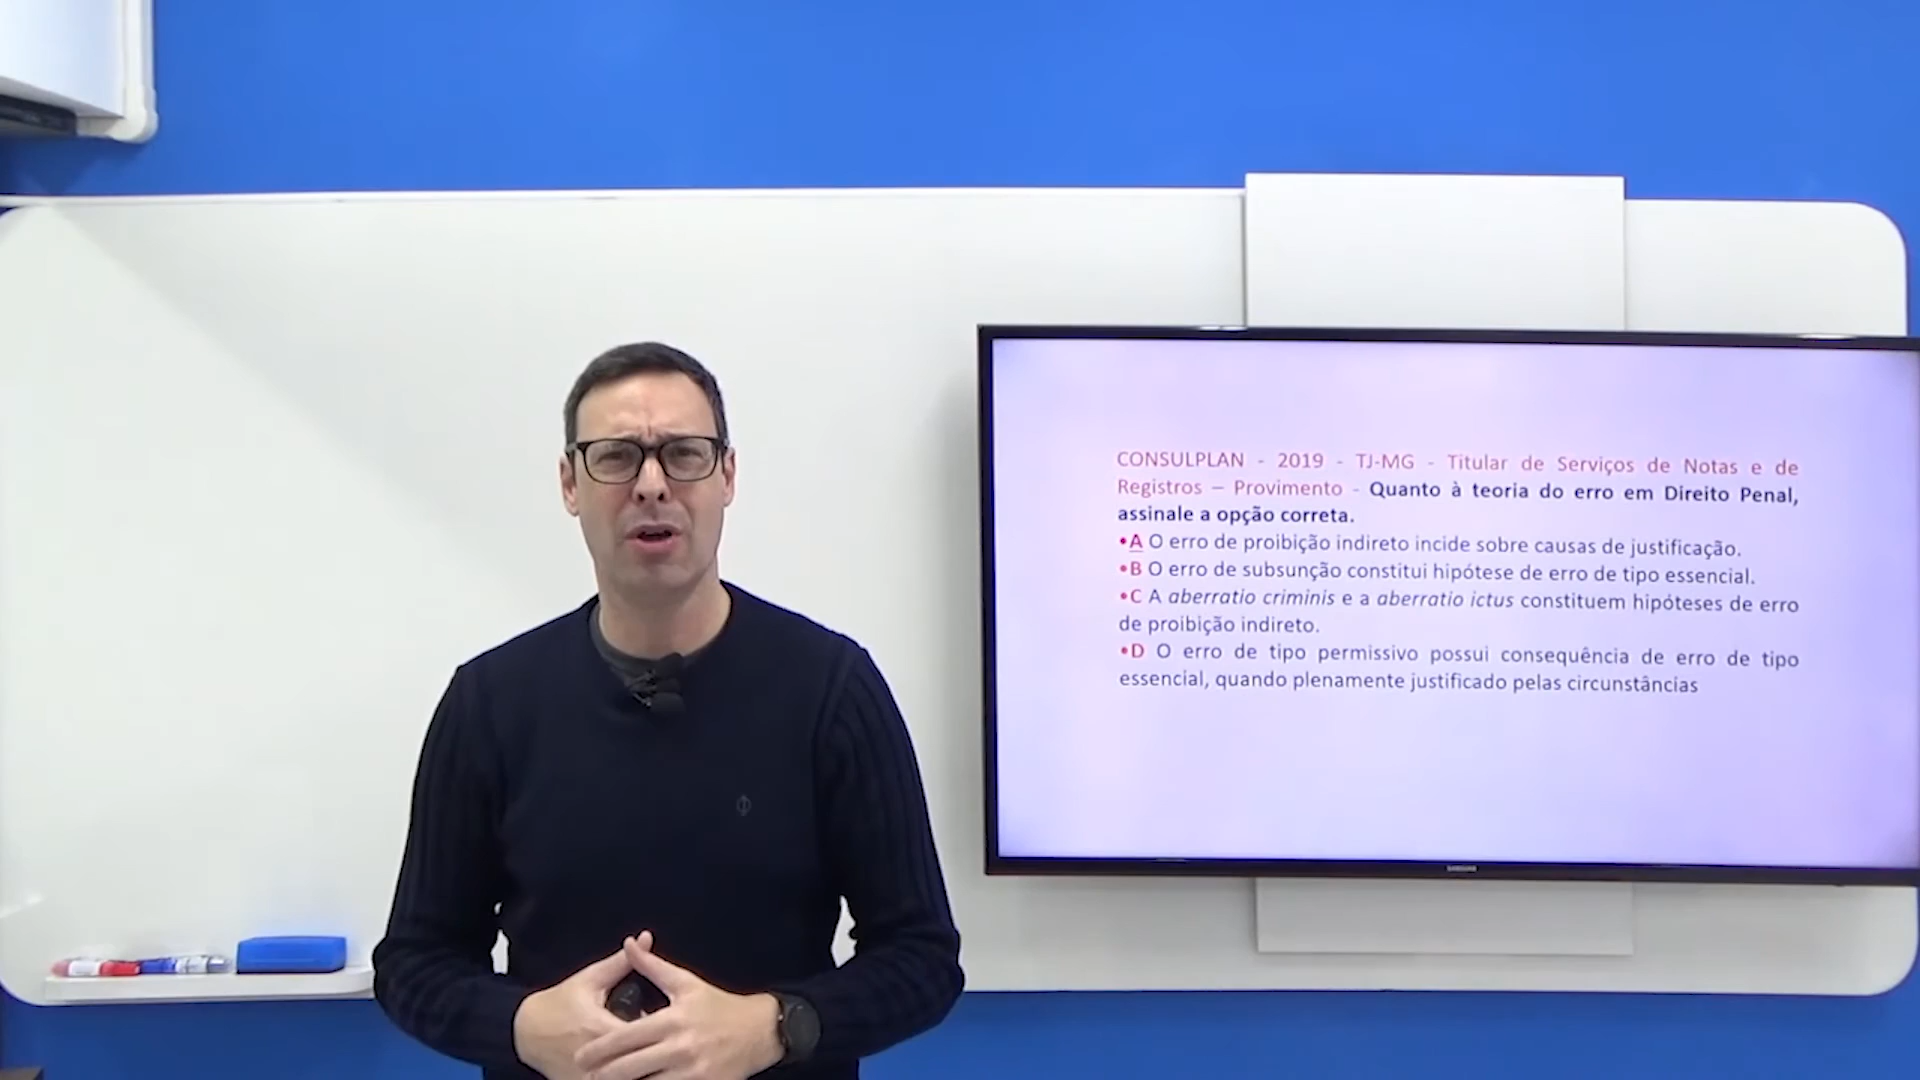 CONSULPLAN - 2019 - TJ-MG - Titular de Serviços de Notas e de
Registros – Provimento - Quanto à teoria do erro em Direito Penal,
assinale a opção correta.
•A O erro de proibição indireto incide sobre causas de justificação.
•B O erro de subsunção constitui hipótese de erro de tipo essencial.
•C A aberratio criminis e a aberratio ictus constituem hipóteses de erro
de proibição indireto.
•D O erro de tipo permissivo possui consequência de erro de tipo
essencial, quando plenamente justificado pelas circunstâncias
SAMSUNG